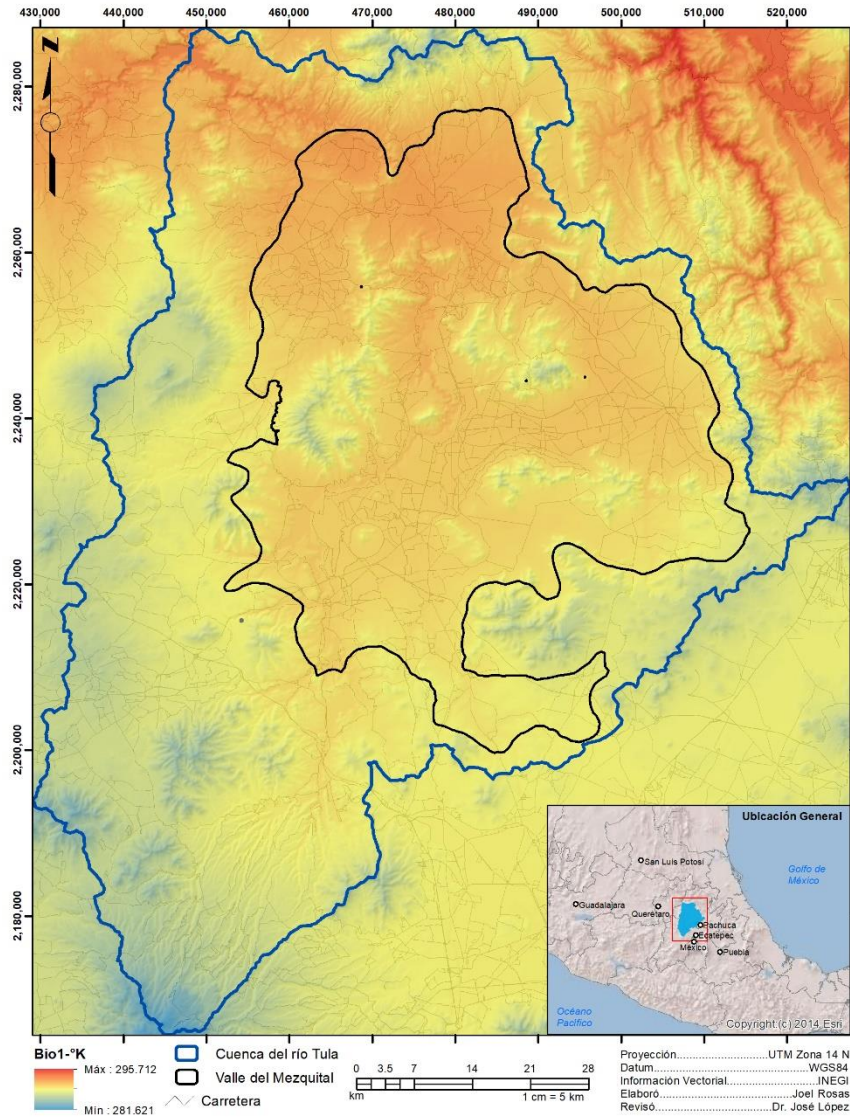 430,000 440,000 450,000 460,000 470,000 480,000 490,000 500,000 510,000 520,000
N
2,280,000
2,260,000
2,240,000
2,220,000
2,200,000
2,180,000
Ubicación General
San Luis Potosí
Golfo de
México
Guadalajara
Querétaro
Pachuca
Ecatepec
México
Puebla
Océano
Pacífico
Copyright:(c) 2014 Esri
Bio1-°K
Máx : 295.712
Mín : 281.621
Cuenca del río Tula
Valle del Mezquital
Carretera
0 3.5 7 14 21 28
km
1 cm = 5 km
Proyección......................UTM Zona 14 N
Datum......................WGS84
Información Vectorial......................INEGI
Elaboró......................Joel Rosas
Revisó......................Dr. José López